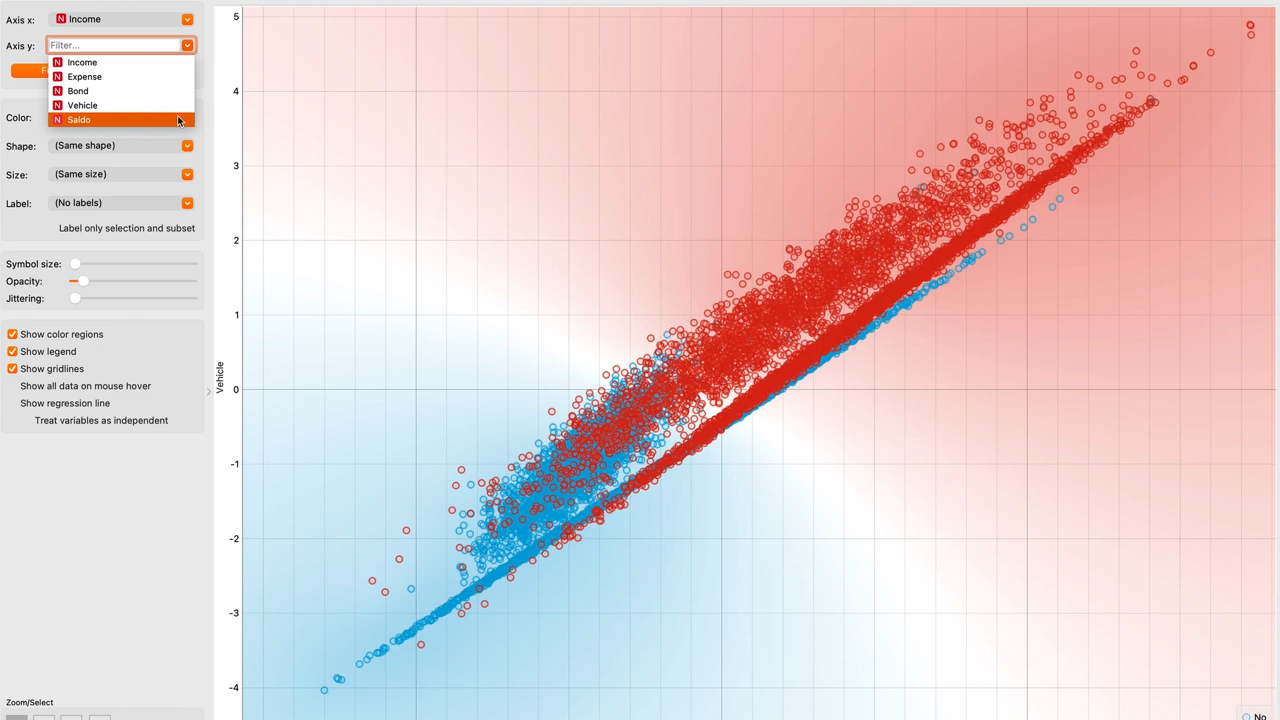 Axis x: N Income
Axis y: Filter...
N Income
N Expense
N Bond
N Vehicle
N Saldo
Color:
Shape: (Same shape)
Size: (Same size)
Label: (No labels)
Label only selection and subset
Symbol size:
Opacity:
Jittering:
Show color regions
Show legend
Show gridlines
Show all data on mouse hover
Show regression line
Treat variables as independent
Zoom/Select
Vehicle
5
4
3
2
1
0
-1
-2
-3
-4
No